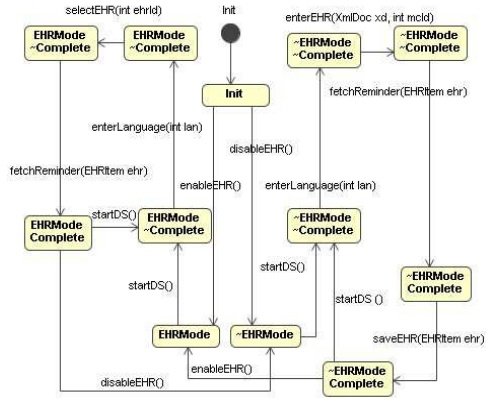 selectEHR(int ehrId)
Init
enterEHR(XmlDoc xd, int mcId)
EHRMode
~Complete
EHRMode
~Complete
~EHRMode
~Complete
~EHRMode
~Complete
Init
fetchReminder(EHRItem ehr)
enterLanguage(int lan)
disableEHR()
fetchReminder(EHRItem ehr)
enableEHR()
enterLanguage(int lan)
EHRMode
Complete
startDS()
EHRMode
~Complete
~EHRMode
~Complete
startDS()
startDS()
startDS ()
~EHRMode
Complete
EHRMode
~EHRMode
saveEHR(EHRItem ehr)
enableEHR()
~EHRMode
Complete
disableEHR()